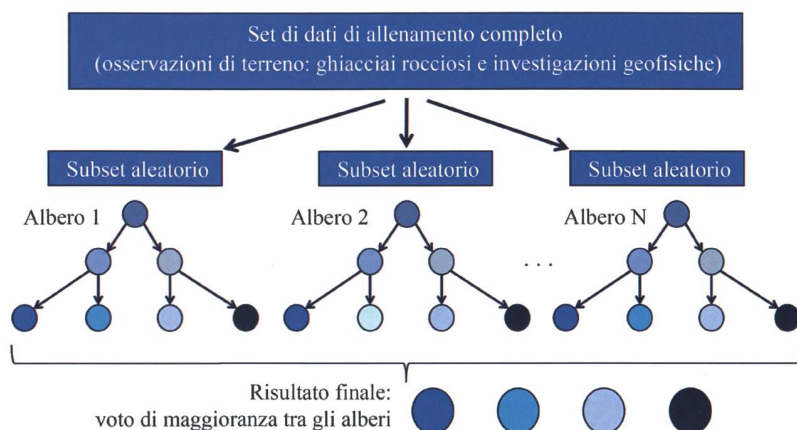 Set di dati di allenamento completo
(osservazioni di terreno: ghiacciai rocciosi e investigazioni geofisiche)
Subset aleatorio
Subset aleatorio
Subset aleatorio
Albero 1
Albero 2
Albero N
. . .
Risultato finale:
voto di maggioranza tra gli alberi